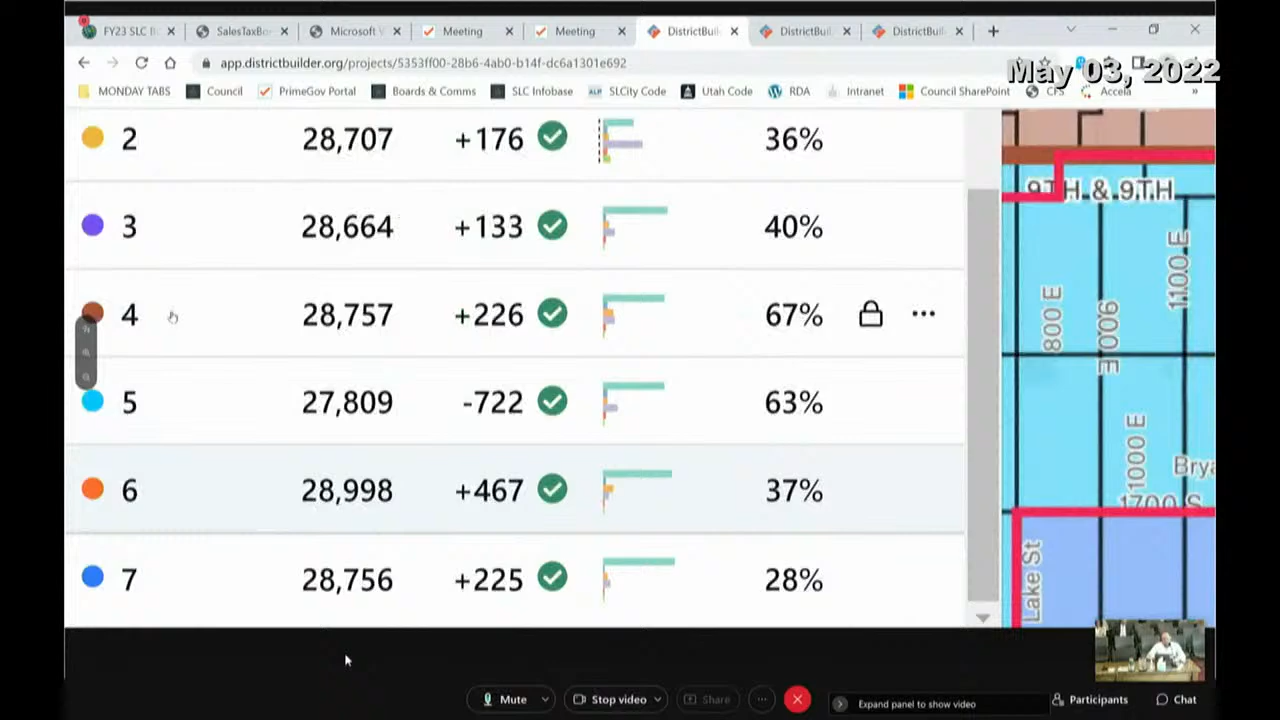 FY23 SLC
SalesTaxBo
Microsoft
Meeting
Meeting
DistrictBuil
DistrictBuil
DistrictBuil
app.districtbuilder.org/projects/5353ff00-28b6-4ab0-b14f-dc6a1301e692
May 03, 2022
MONDAY TABS
Council
PrimeGov Portal
Boards & Comms
SLC Infobase
SLCity Code
Utah Code
RDA
Intranet
Council SharePoint
Accela
2 28,707 +176 36%
3 28,664 +133 40%
4 28,757 +226 67% ...
5 27,809 -722 63%
6 28,998 +467 37%
7 28,756 +225 28%
9TH & 9TH
1100 E
800 E
900 E
1000 E
Brya
1700 S
Lake St
Mute
Stop video
Share
Expand panel to show video
Participants
Chat